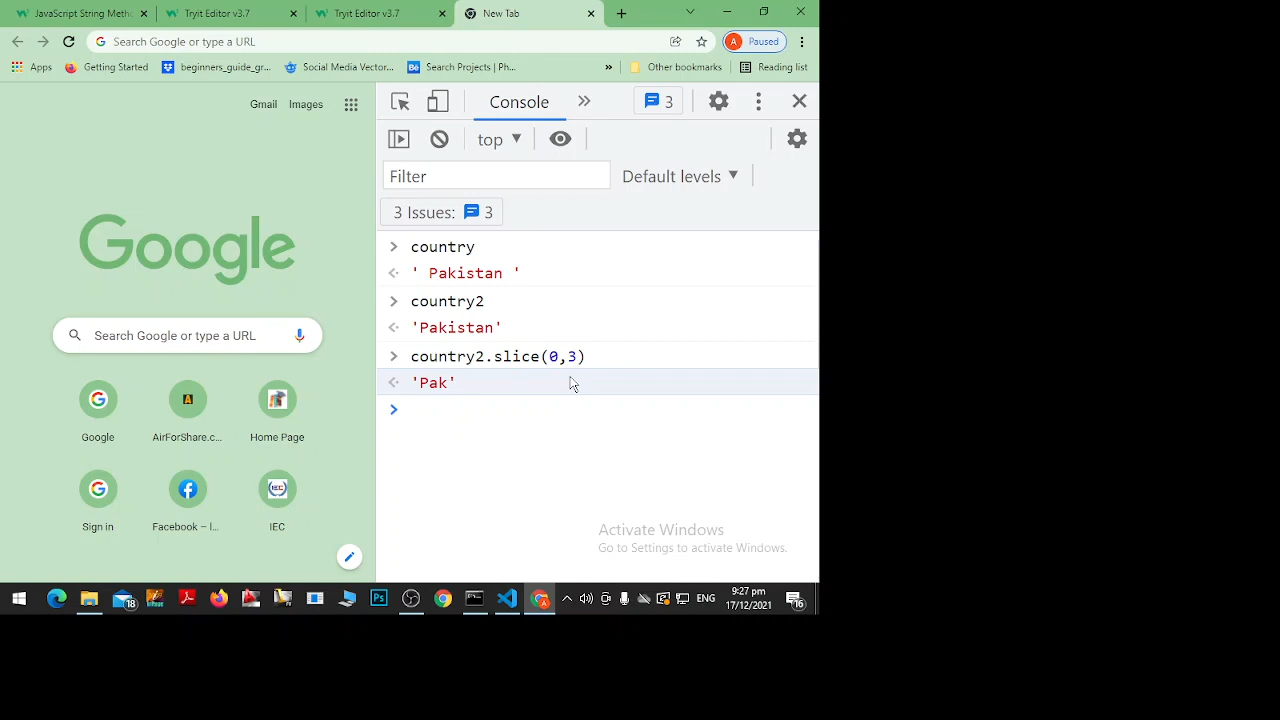 JavaScript String Meth
Tryit Editor v3.7
Tryit Editor v3.7
New Tab
Search Google or type a URL
A
Paused
Apps
Getting Started
beginners_guide_gr...
Social Media Vector...
Bē
Search Projects | Ph...
»
Other bookmarks
Reading list
Gmail
Images
Console
3
top
Filter
Default levels
3 Issues:
3
> country
' Pakistan '
> country2
'Pakistan'
> country2.slice(0,3)
'Pak'
>
Google
Search Google or type a URL
Google
AirForShare.c...
Home Page
Sign in
Facebook – l...
IEC
Activate Windows
Go to Settings to activate Windows.
18
Ps
ENG
9:27 pm
17/12/2021
16